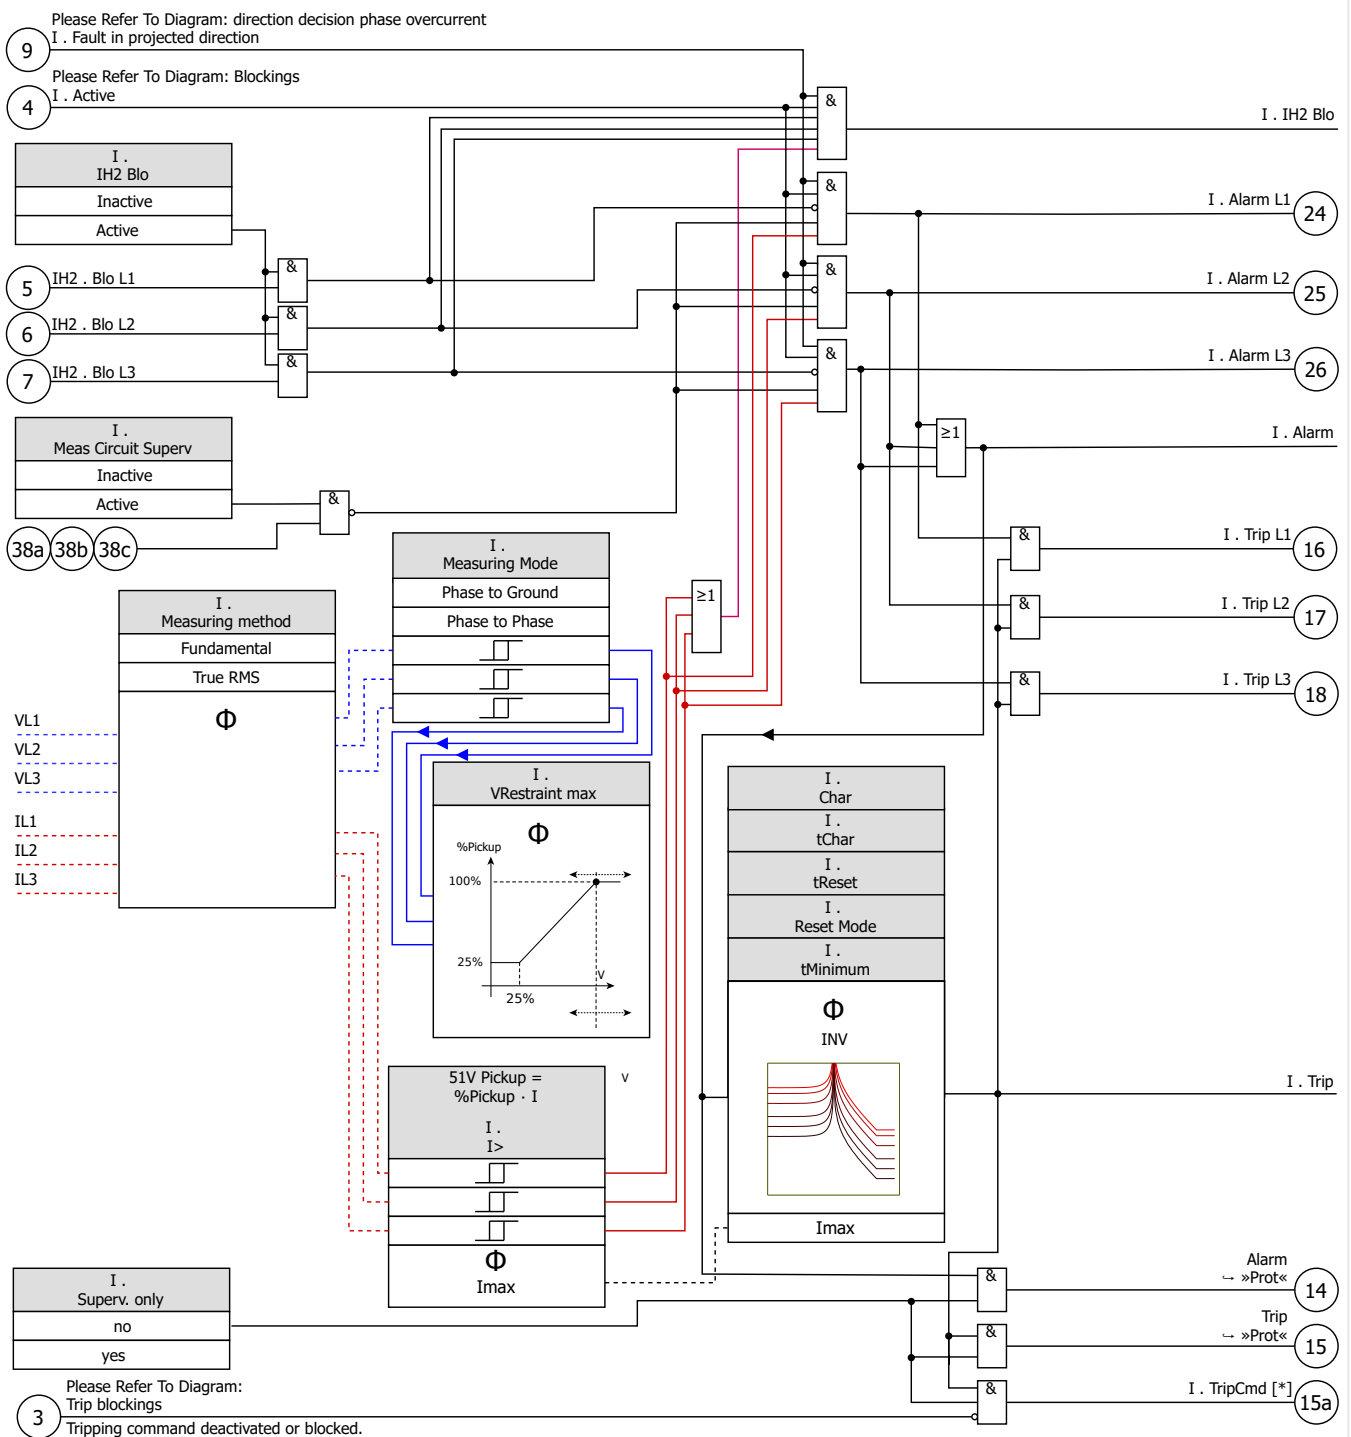 Please Refer To Diagram: direction decision phase overcurrent
I . Fault in projected direction
9
Please Refer To Diagram: Blockings
I . Active
4
&
I . IH2 Blo
I .
IH2 Blo
Inactive
Active
&
I . Alarm L1
24
5
IH2 . Blo L1
&
&
I . Alarm L2
25
6
IH2 . Blo L2
&
7
IH2 . Blo L3
&
&
I . Alarm L3
26
I .
Meas Circuit Superv
Inactive
Active
&
38a
38b
38c
≥1
I . Alarm
&
I . Trip L1
16
&
I . Trip L2
17
&
I . Trip L3
18
I .
Measuring Mode
Phase to Ground
Phase to Phase
≥1
I .
Measuring method
Fundamental
True RMS
Φ
VL1
VL2
VL3
IL1
IL2
IL3
I .
VRestraint max
Φ
%Pickup
100%
25%
25%
V
I .
Char
I .
tChar
I .
tReset
I .
Reset Mode
I .
tMinimum
Φ
INV
Imax
I . Trip
51V Pickup =
%Pickup · I
V
I .
I>
Φ
Imax
I .
Superv. only
no
yes
&
Alarm
↪ »Prot«
14
&
Trip
↪ »Prot«
15
&
I . TripCmd [*]
15a
Please Refer To Diagram:
Trip blockings
3
Tripping command deactivated or blocked.